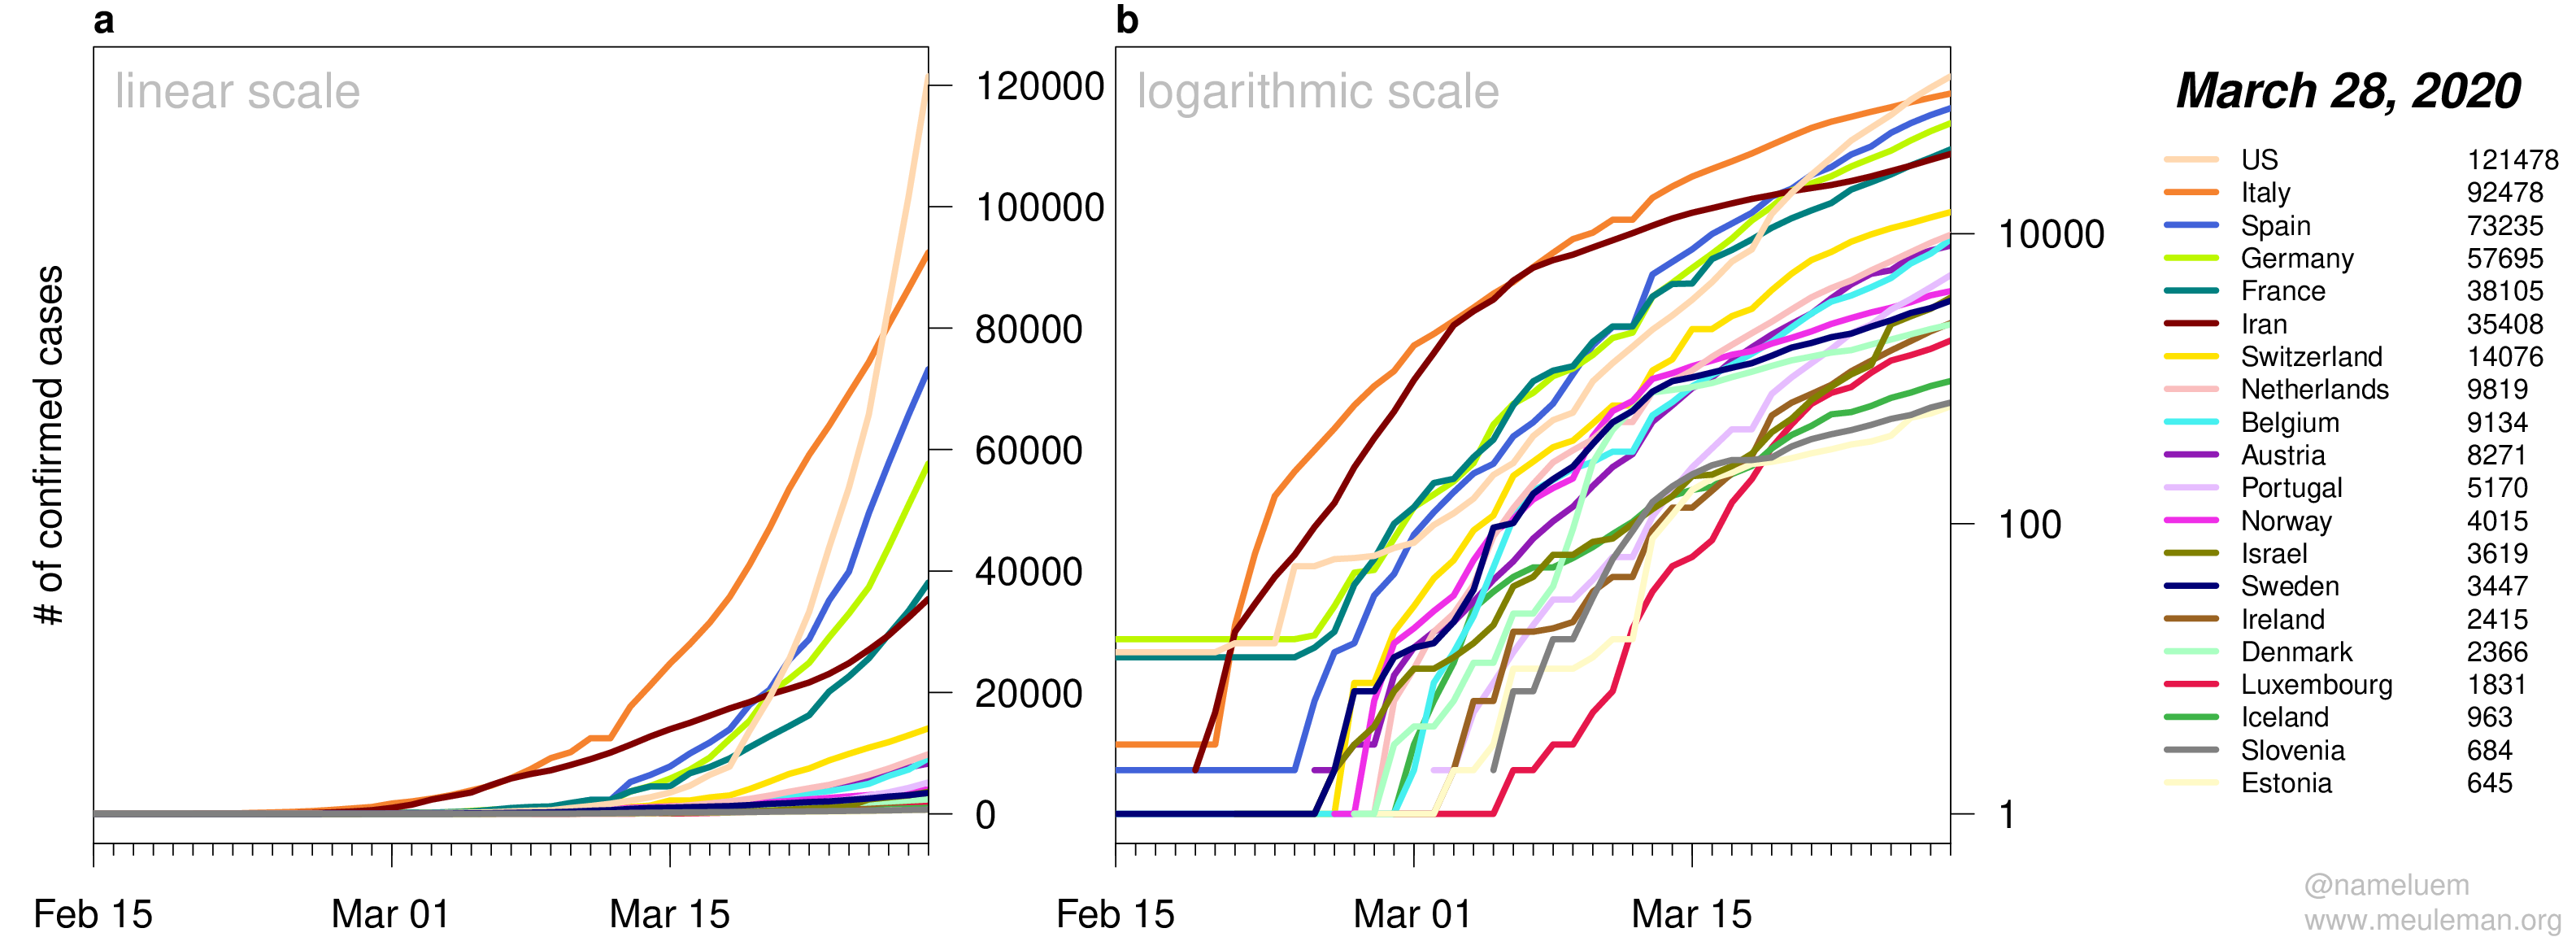 a
linear scale
# of confirmed cases
120000
100000
80000
60000
40000
20000
0
Feb 15 Mar 01 Mar 15
b
logarithmic scale
10000
100
1
Feb 15 Mar 01 Mar 15
March 28, 2020
US 121478
Italy 92478
Spain 73235
Germany 57695
France 38105
Iran 35408
Switzerland 14076
Netherlands 9819
Belgium 9134
Austria 8271
Portugal 5170
Norway 4015
Israel 3619
Sweden 3447
Ireland 2415
Denmark 2366
Luxembourg 1831
Iceland 963
Slovenia 684
Estonia 645
@nameluem
www.meuleman.org